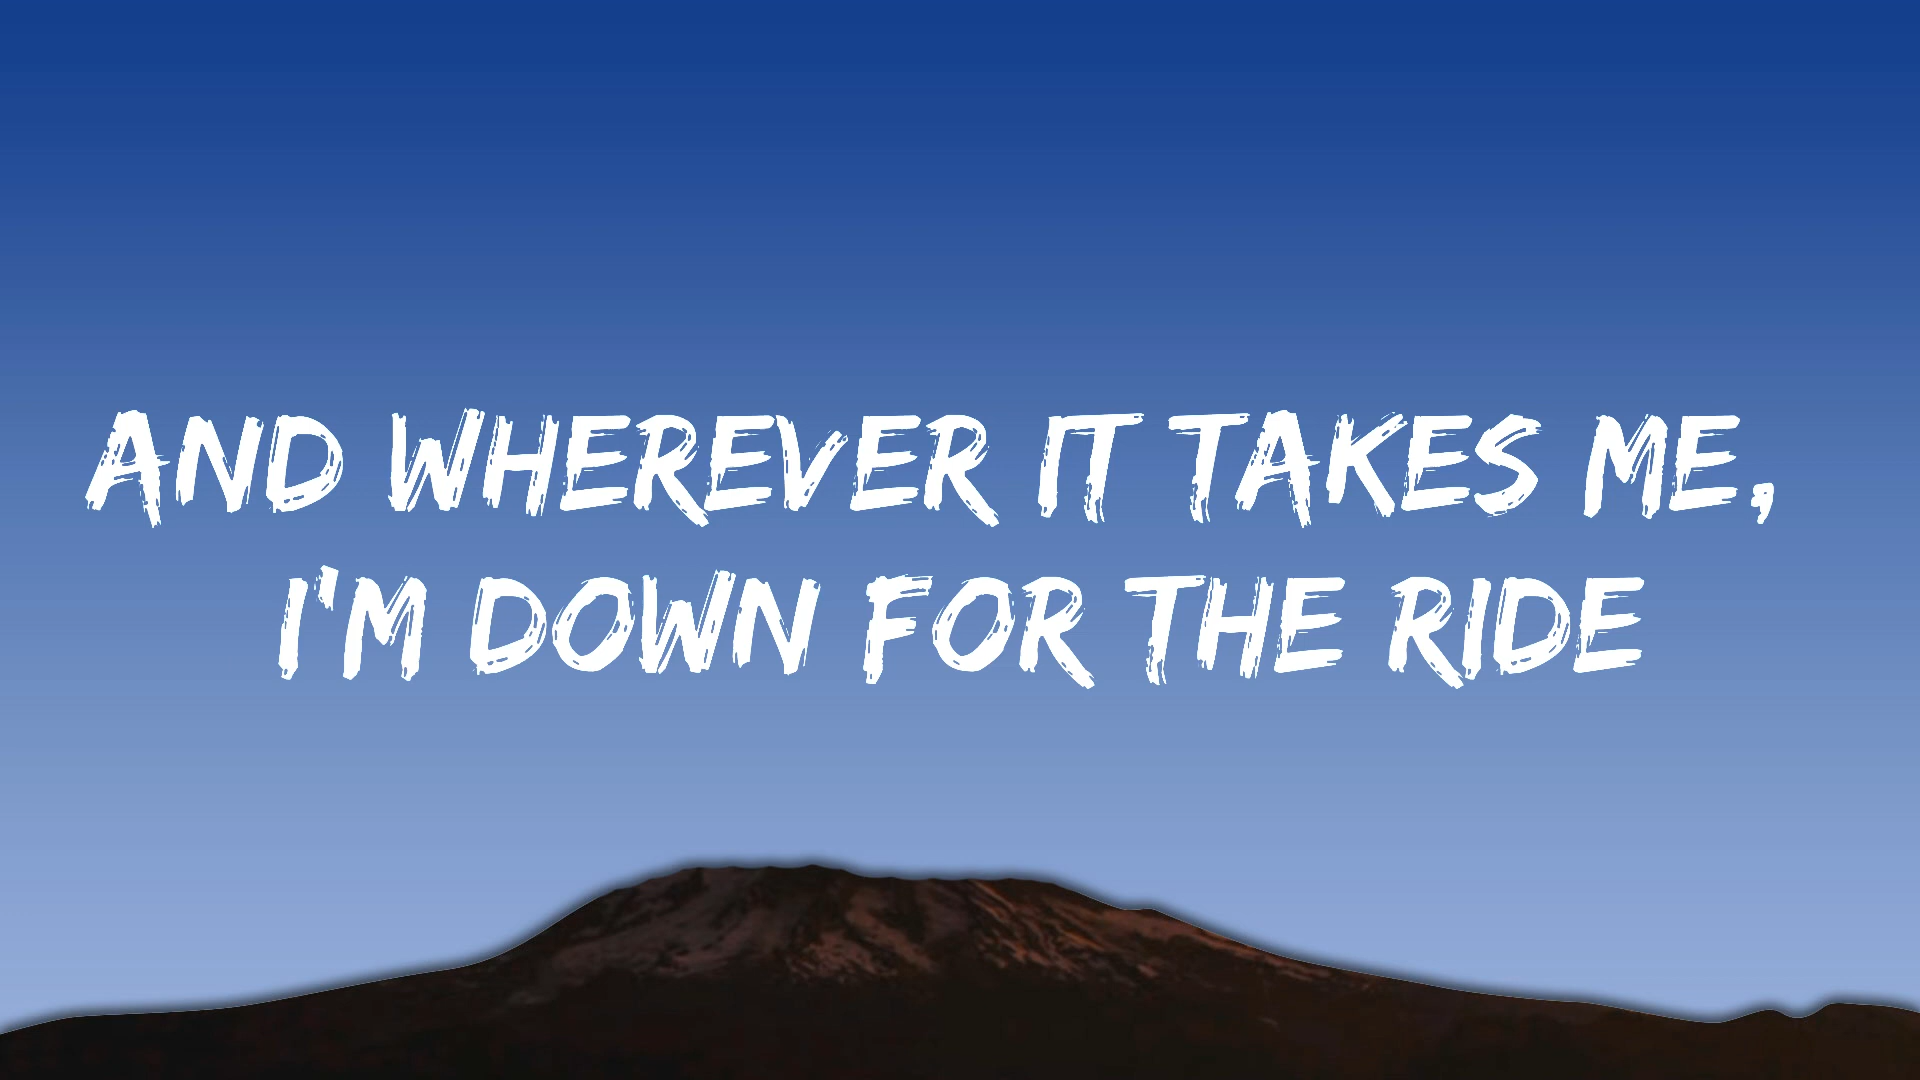 AND WHEREVER IT TAKES ME,
I'M DOWN FOR THE RIDE